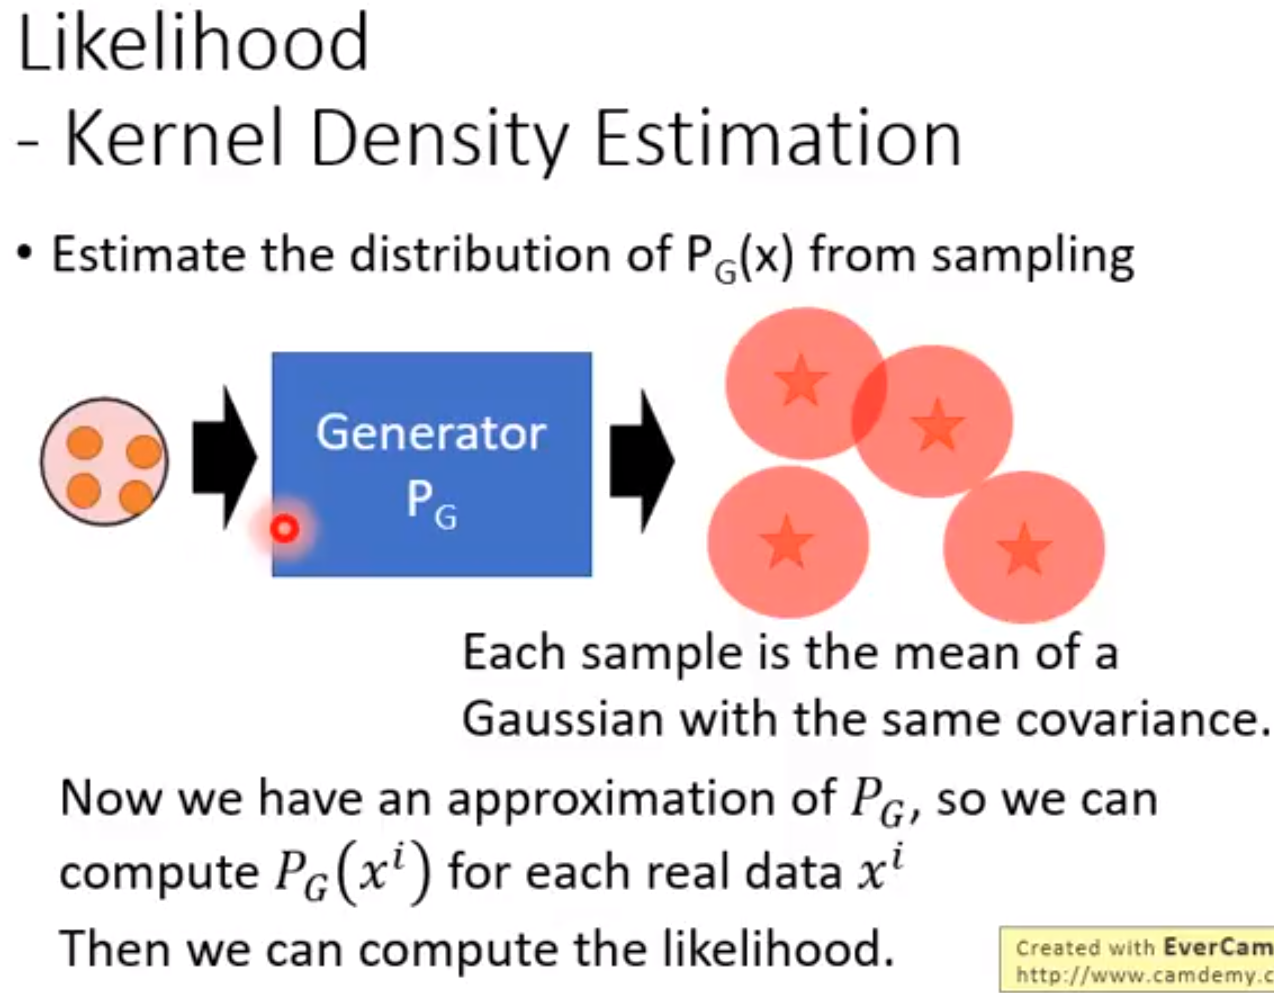 Likelihood
- Kernel Density Estimation
• Estimate the distribution of P_G(x) from sampling
Generator
P_G
Each sample is the mean of a
Gaussian with the same covariance.
Now we have an approximation of P_G, so we can
compute P_G(x^i) for each real data x^i
Then we can compute the likelihood.
Created with EverCam
http://www.camdemy.c